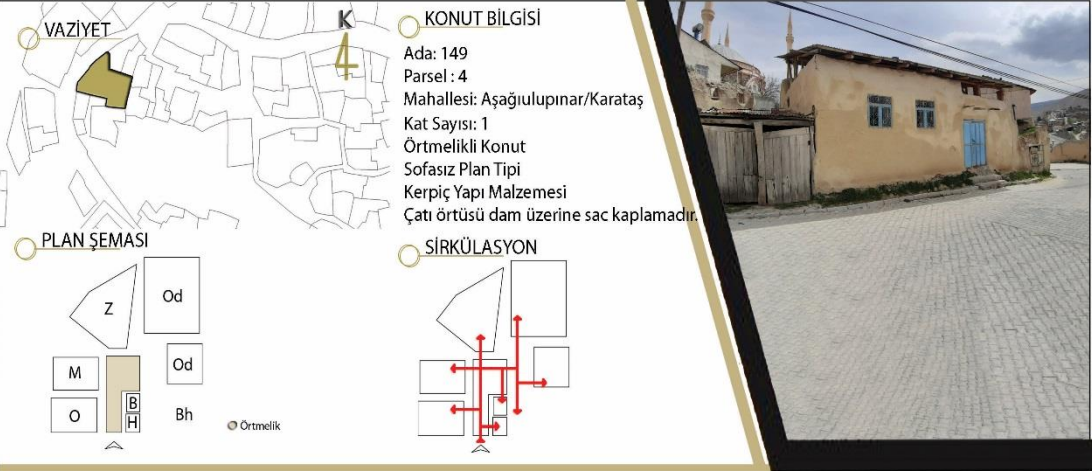 VAZİYET
K
KONUT BİLGİSİ
Ada: 149
Parsel : 4
Mahallesi: Aşağıulupınar/Karataş
Kat Sayısı: 1
Örtmelikli Konut
Sofasız Plan Tipi
Kerpiç Yapı Malzemesi
Çatı örtüsü dam üzerine sac kaplamadır.
PLAN ŞEMASI
Z
Od
M
Od
O
B
H
Bh
Örtmelik
SİRKÜLASYON